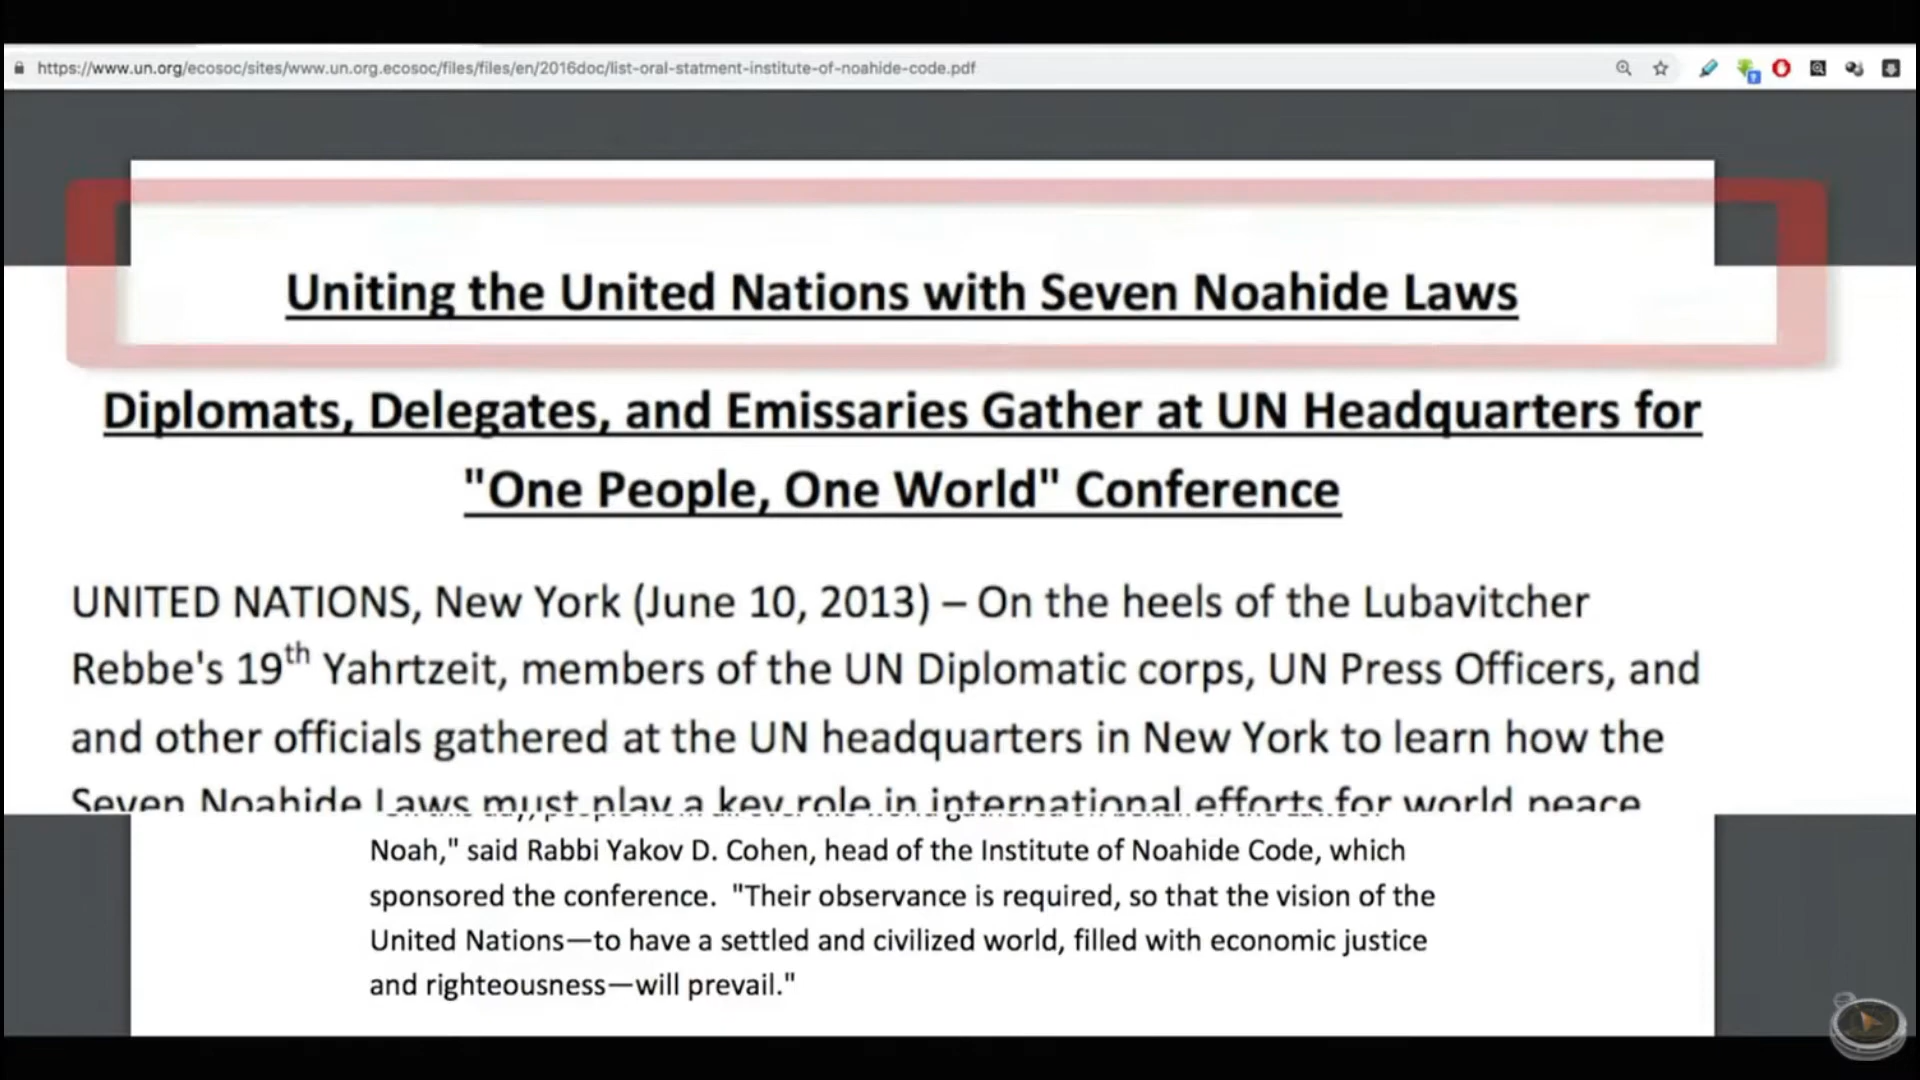 https://www.un.org/ecosoc/sites/www.un.org.ecosoc/files/files/en/2016doc/list-oral-statment-institute-of-noahide-code.pdf
Uniting the United Nations with Seven Noahide Laws
Diplomats, Delegates, and Emissaries Gather at UN Headquarters for
"One People, One World" Conference
UNITED NATIONS, New York (June 10, 2013) – On the heels of the Lubavitcher
Rebbe's 19th Yahrtzeit, members of the UN Diplomatic corps, UN Press Officers, and
and other officials gathered at the UN headquarters in New York to learn how the
Seven Noahide Laws must play a key role in international efforts for world peace
Noah," said Rabbi Yakov D. Cohen, head of the Institute of Noahide Code, which
sponsored the conference. "Their observance is required, so that the vision of the
United Nations—to have a settled and civilized world, filled with economic justice
and righteousness—will prevail."